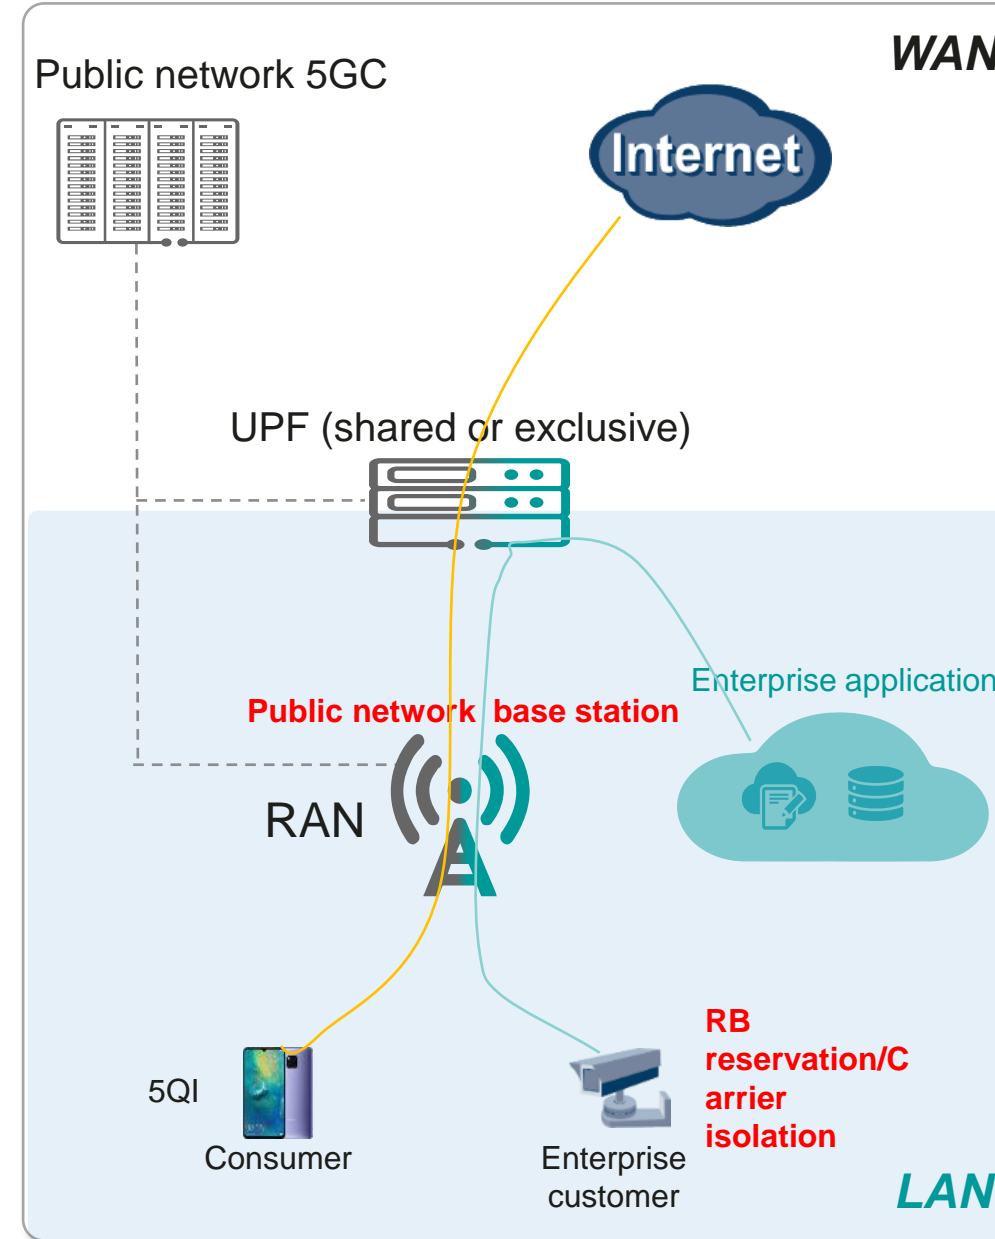 WAN
Public network 5GC
Internet
UPF (shared or exclusive)
Enterprise application
Public network base station
RAN
RB
reservation/C
arrier
isolation
5QI
Consumer
Enterprise
customer
LAN